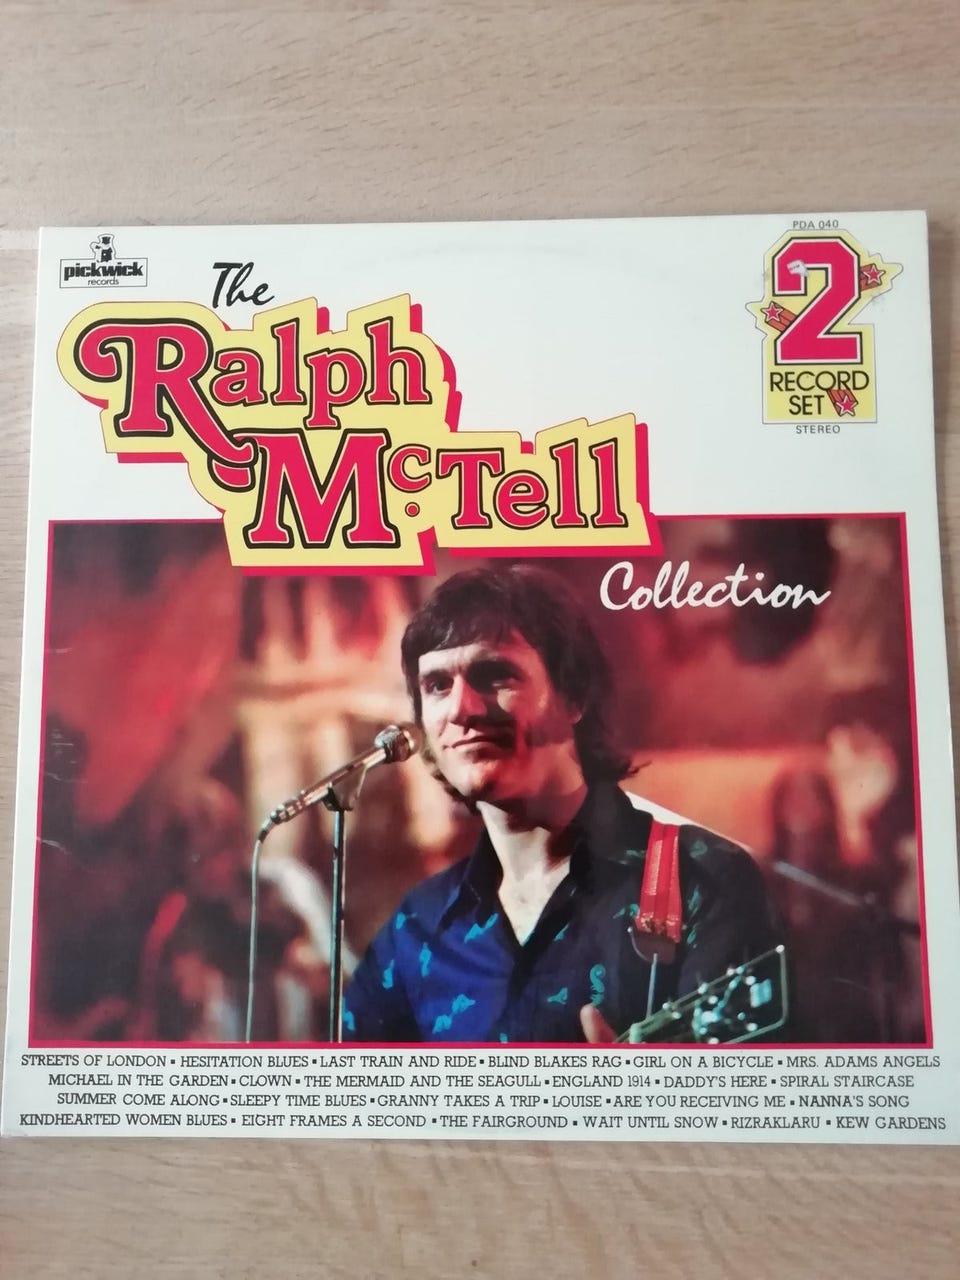 PDA 040
pickwick
records
The
Ralph
McTell
Collection
2
RECORD
SET
STEREO
STREETS OF LONDON ▪ HESITATION BLUES ▪ LAST TRAIN AND RIDE ▪ BLIND BLAKES RAG ▪ GIRL ON A BICYCLE ▪ MRS. ADAMS ANGELS
MICHAEL IN THE GARDEN ▪ CLOWN ▪ THE MERMAID AND THE SEAGULL ▪ ENGLAND 1914 ▪ DADDY'S HERE ▪ SPIRAL STAIRCASE
SUMMER COME ALONG ▪ SLEEPY TIME BLUES ▪ GRANNY TAKES A TRIP ▪ LOUISE ▪ ARE YOU RECEIVING ME ▪ NANNA'S SONG
KINDHEARTED WOMEN BLUES ▪ EIGHT FRAMES A SECOND ▪ THE FAIRGROUND ▪ WAIT UNTIL SNOW ▪ RIZRAKLARU ▪ KEW GARDENS